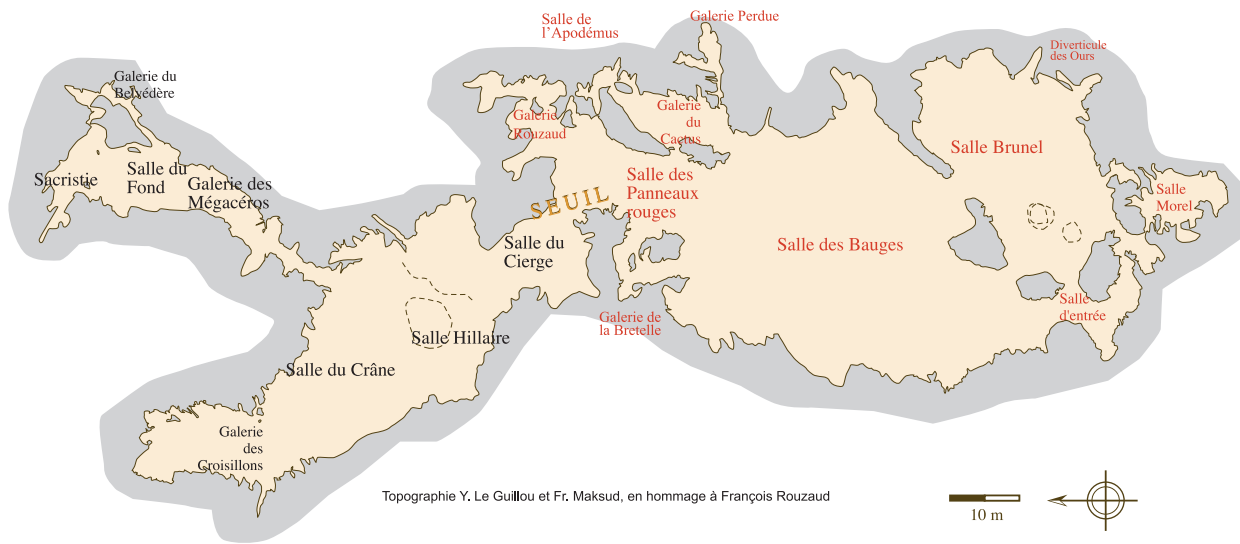 Galerie Perdue
Salle de
l'Apodémus
Diverticule
des Ours
Galerie du
Belvédère
Galerie
Rouzaud
Galerie
du
Cactus
Salle Brunel
Sacristie
Salle du
Fond
Galerie des
Mégacéros
Salle des
Panneaux
rouges
SEUIL
Salle
Morel
Salle du
Cierge
Salle des Bauges
Salle
d'entrée
Galerie de
la Bretelle
Salle Hillaire
Salle du Crâne
Galerie
des
Croisillons
Topographie Y. Le Guillou et Fr. Maksud, en hommage à François Rouzaud
10 m